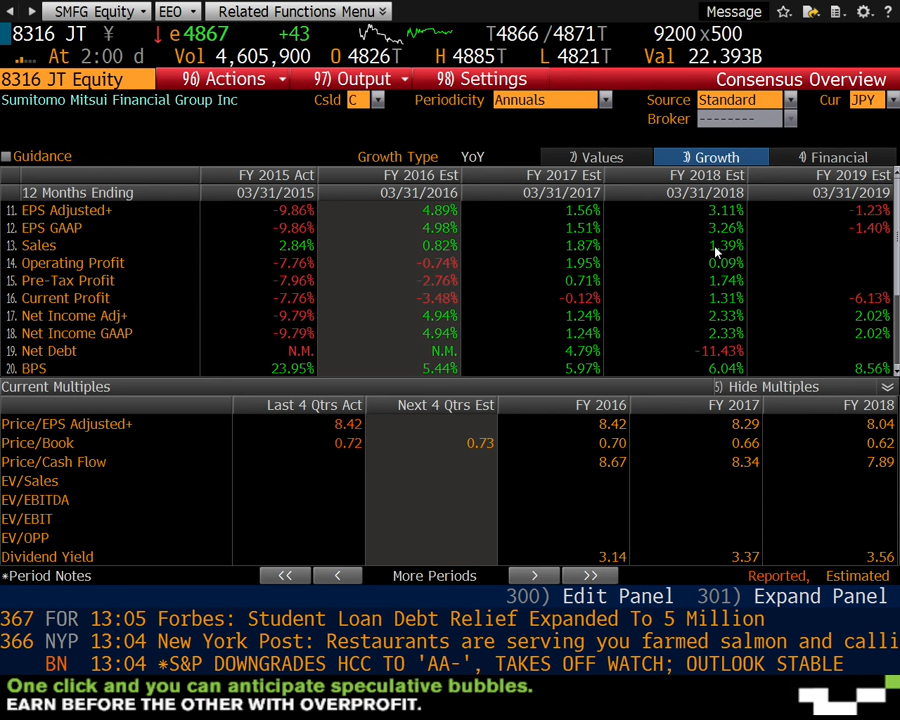 SMFG Equity EEO Related Functions Menu Message ?
8316 JT ¥ e 4867 +43 T4866 /4871T 9200 x500
At 2:00 d Vol 4,605,900 O 4826T H 4885T L 4821T Val 22.393B
8316 JT Equity 96) Actions 97) Output 98) Settings Consensus Overview
Sumitomo Mitsui Financial Group Inc Cnsld C Periodicity Annuals Source Standard Cur JPY
Broker --------
Guidance Growth Type YoY 2) Values 3) Growth 4) Financial
FY 2015 Act FY 2016 Est FY 2017 Est FY 2018 Est FY 2019 Est
12 Months Ending 03/31/2015 03/31/2016 03/31/2017 03/31/2018 03/31/2019
11. EPS Adjusted+ -9.86% 4.89% 1.56% 3.11% -1.23%
12. EPS GAAP -9.86% 4.98% 1.51% 3.26% -1.40%
13. Sales 2.84% 0.82% 1.87% 1.39%
14. Operating Profit -7.76% -0.74% 1.95% 0.09%
15. Pre-Tax Profit -7.96% -2.76% 0.71% 1.74%
16. Current Profit -7.76% -3.48% -0.12% 1.31% -6.13%
17. Net Income Adj+ -9.79% 4.94% 1.24% 2.33% 2.02%
18. Net Income GAAP -9.79% 4.94% 1.24% 2.33% 2.02%
19. Net Debt N.M. N.M. 4.79% -11.43%
20. BPS 23.95% 5.44% 5.97% 6.04% 8.56%
Current Multiples 5) Hide Multiples
Last 4 Qtrs Act Next 4 Qtrs Est FY 2016 FY 2017 FY 2018
Price/EPS Adjusted+ 8.42 8.42 8.29 8.04
Price/Book 0.72 0.73 0.70 0.66 0.62
Price/Cash Flow 8.67 8.34 7.89
EV/Sales
EV/EBITDA
EV/EBIT
EV/OPP
Dividend Yield 3.14 3.37 3.56
*Period Notes << < More Periods > >> Reported, Estimated
300) Edit Panel 301) Expand Panel
367 FOR 13:05 Forbes: Student Loan Debt Relief Expanded To 5 Million
366 NYP 13:04 New York Post: Restaurants are serving you farmed salmon and calli
BN 13:04 *S&P DOWNGRADES HCC TO 'AA-', TAKES OFF WATCH; OUTLOOK STABLE
One click and you can anticipate speculative bubbles.
EARN BEFORE THE OTHER WITH OVERPROFIT.